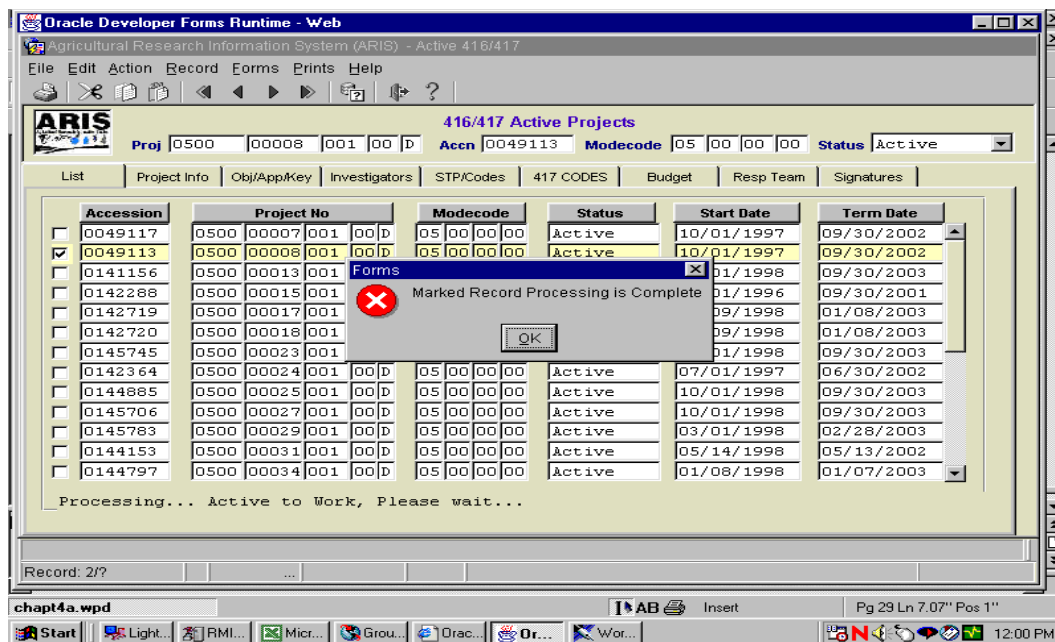 Oracle Developer Forms Runtime - Web
Agricultural Research Information System (ARIS) - Active 416/417
File Edit Action Record Forms Prints Help
ARIS
416/417 Active Projects
Proj 0500 00008 001 00 D Accn 0049113 Modecode 05 00 00 00 Status Active
List Project Info Obj/App/Key Investigators STP/Codes 417 CODES Budget Resp Team Signatures
Accession Project No Modecode Status Start Date Term Date
0049117 0500 00007 001 00 D 05 00 00 00 Active 10/01/1997 09/30/2002
0049113 0500 00008 001 00 D 05 00 00 00 Active 10/01/1997 09/30/2002
Forms
0141156 0500 00013 001 01/1998 09/30/2003
Marked Record Processing is Complete
0142288 0500 00015 001 01/1996 09/30/2001
0142719 0500 00017 001 09/1998 01/08/2003
0142720 0500 00018 001 09/1998 01/08/2003
OK
0145745 0500 00023 001 01/1998 09/30/2003
0142364 0500 00024 001 00 D 05 00 00 00 Active 07/01/1997 06/30/2002
0144885 0500 00025 001 00 D 05 00 00 00 Active 10/01/1998 09/30/2003
0145706 0500 00027 001 00 D 05 00 00 00 Active 10/01/1998 09/30/2003
0145783 0500 00029 001 00 D 05 00 00 00 Active 03/01/1998 02/28/2003
0144153 0500 00031 001 00 D 05 00 00 00 Active 05/14/1998 05/13/2002
0144797 0500 00034 001 00 D 05 00 00 00 Active 01/08/1998 01/07/2003
Processing... Active to Work, Please wait...
Record: 2/? ...
chapt4a.wpd AB Insert Pg 29 Ln 7.07" Pos 1"
Start Light... RMI... Micr... Grou... Orac... Or... Wor... 12:00 PM